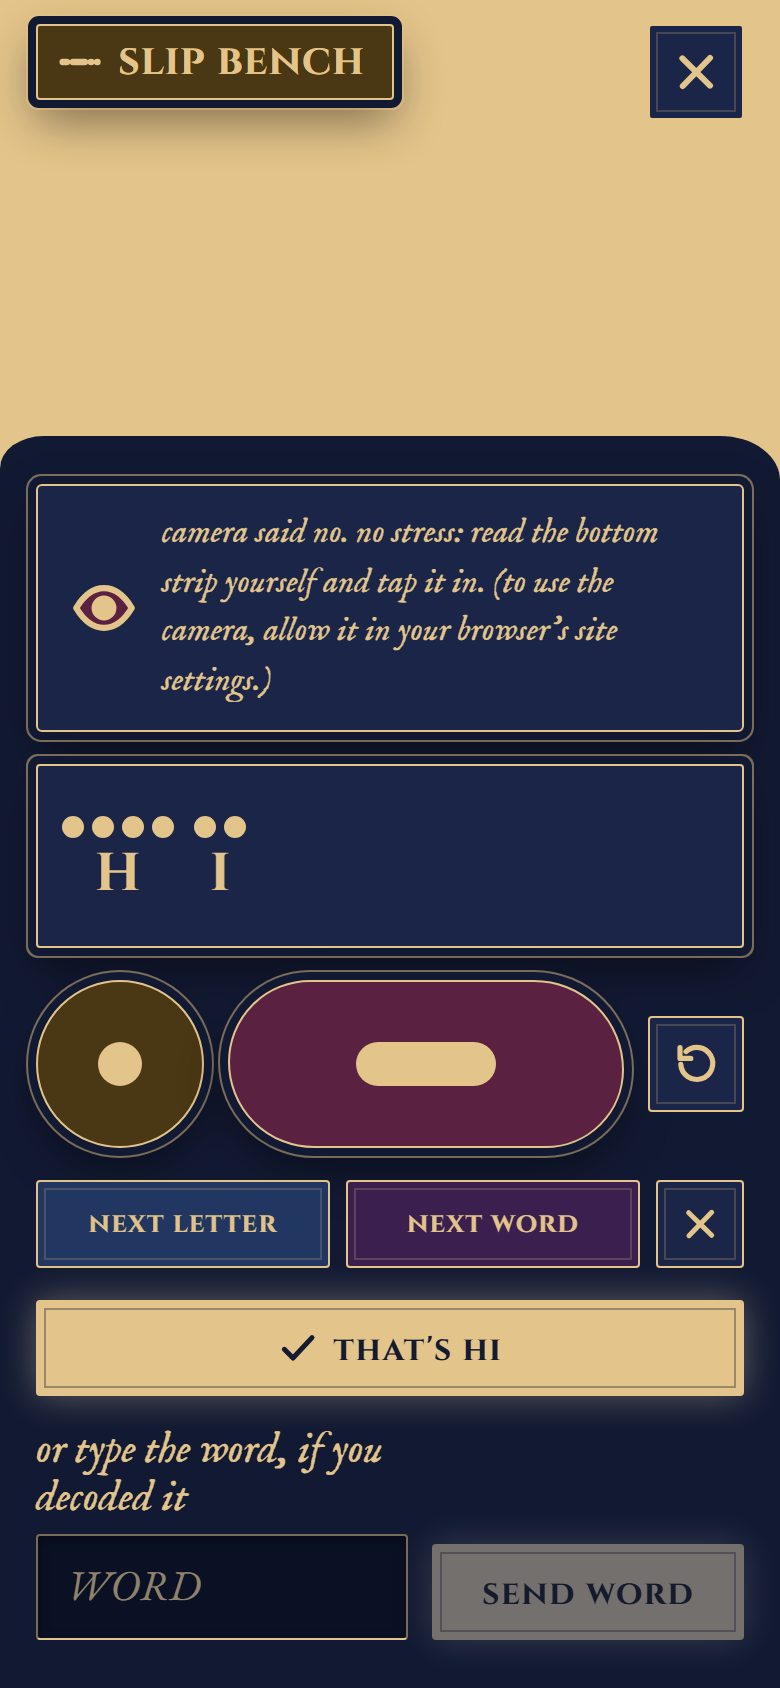 SLIP BENCH
camera said no. no stress: read the bottom
strip yourself and tap it in. (to use the
camera, allow it in your browser's site
settings.)
H I
NEXT LETTER
NEXT WORD
THAT'S HI
or type the word, if you
decoded it
WORD
SEND WORD